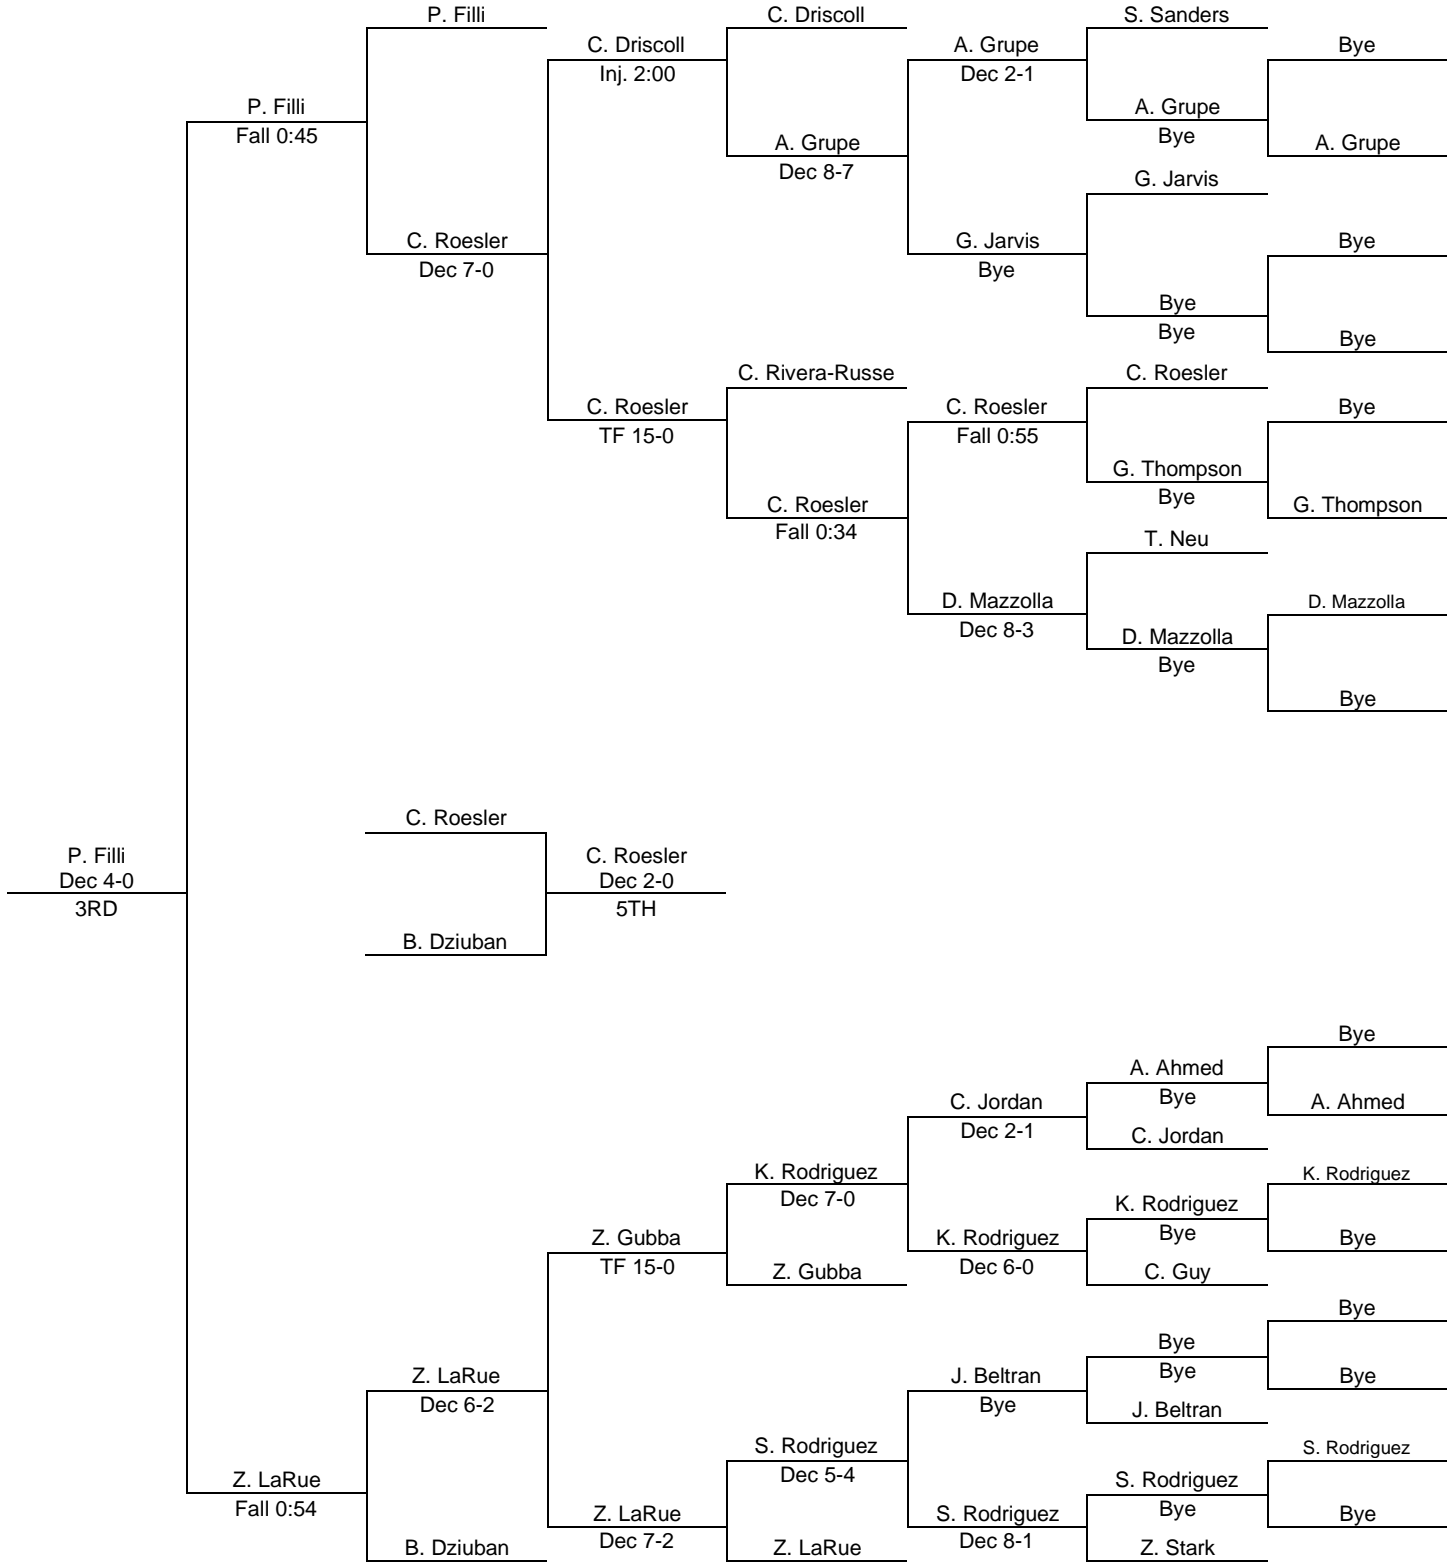 P. Filli
C. Driscoll
S. Sanders
C. Driscoll
Inj. 2:00
A. Grupe
Dec 2-1
Bye
P. Filli
Fall 0:45
A. Grupe
Bye
A. Grupe
Dec 8-7
A. Grupe
G. Jarvis
C. Roesler
Dec 7-0
G. Jarvis
Bye
Bye
Bye
Bye
Bye
C. Rivera-Russe
C. Roesler
C. Roesler
TF 15-0
C. Roesler
Fall 0:55
Bye
G. Thompson
Bye
C. Roesler
Fall 0:34
G. Thompson
T. Neu
D. Mazzolla
Dec 8-3
D. Mazzolla
D. Mazzolla
Bye
Bye
C. Roesler
P. Filli
Dec 4-0
3RD
C. Roesler
Dec 2-0
5TH
B. Dziuban
Bye
A. Ahmed
Bye
C. Jordan
Dec 2-1
A. Ahmed
C. Jordan
K. Rodriguez
Dec 7-0
K. Rodriguez
K. Rodriguez
Bye
Z. Gubba
TF 15-0
K. Rodriguez
Dec 6-0
Bye
Z. Gubba
C. Guy
Bye
Bye
Bye
Z. LaRue
Dec 6-2
J. Beltran
Bye
Bye
J. Beltran
S. Rodriguez
Dec 5-4
S. Rodriguez
Z. LaRue
Fall 0:54
S. Rodriguez
Bye
Z. LaRue
Dec 7-2
S. Rodriguez
Dec 8-1
Bye
B. Dziuban
Z. LaRue
Z. Stark